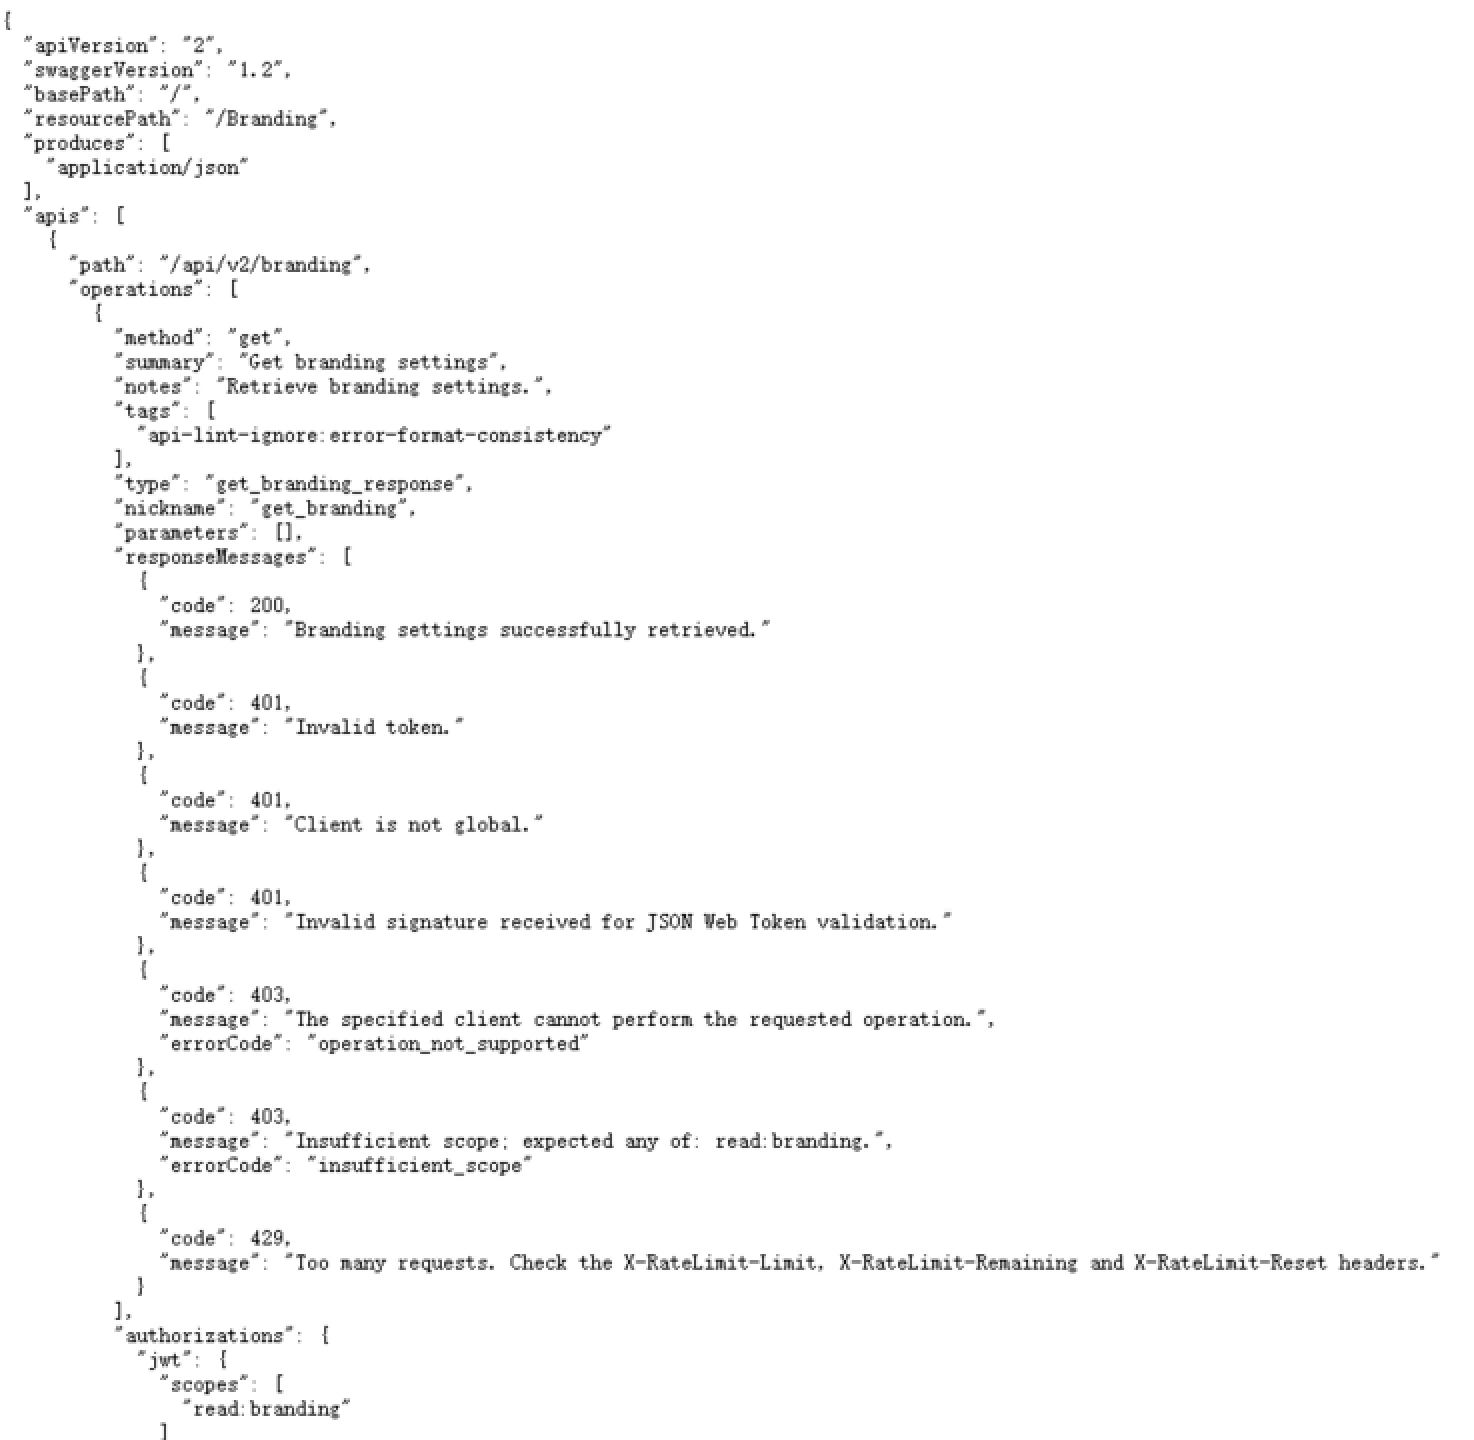 {
  "apiVersion": "2",
  "swaggerVersion": "1.2",
  "basePath": "/",
  "resourcePath": "/Branding",
  "produces": [
    "application/json"
  ],
  "apis": [
    {
      "path": "/api/v2/branding",
      "operations": [
        {
          "method": "get",
          "summary": "Get branding settings",
          "notes": "Retrieve branding settings.",
          "tags": [
            "api-lint-ignore:error-format-consistency"
          ],
          "type": "get_branding_response",
          "nickname": "get_branding",
          "parameters": [],
          "responseMessages": [
            {
              "code": 200,
              "message": "Branding settings successfully retrieved."
            },
            {
              "code": 401,
              "message": "Invalid token."
            },
            {
              "code": 401,
              "message": "Client is not global."
            },
            {
              "code": 401,
              "message": "Invalid signature received for JSON Web Token validation."
            },
            {
              "code": 403,
              "message": "The specified client cannot perform the requested operation.",
              "errorCode": "operation_not_supported"
            },
            {
              "code": 403,
              "message": "Insufficient scope; expected any of: read:branding.",
              "errorCode": "insufficient_scope"
            },
            {
              "code": 429,
              "message": "Too many requests. Check the X-RateLimit-Limit, X-RateLimit-Remaining and X-RateLimit-Reset headers."
            }
          ],
          "authorizations": {
            "jwt": {
              "scopes": [
                "read:branding"
              ]